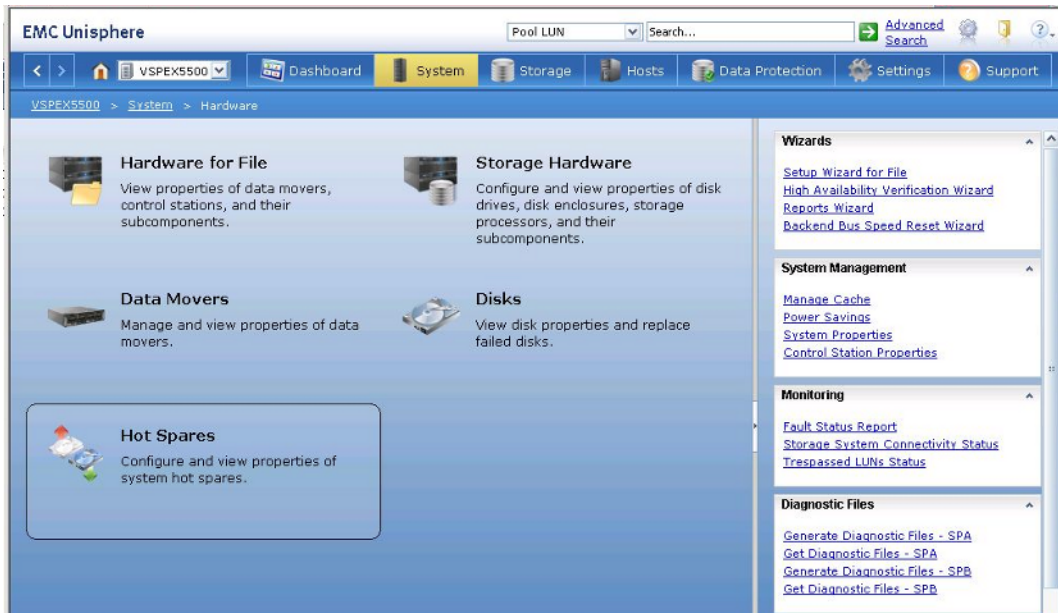 EMC Unisphere
Pool LUN
Search...
Advanced
Search
VSPEX5500
Dashboard
System
Storage
Hosts
Data Protection
Settings
Support
VSPEX5500 > System > Hardware
Hardware for File
View properties of data movers,
control stations, and their
subcomponents.
Storage Hardware
Configure and view properties of disk
drives, disk enclosures, storage
processors, and their
subcomponents.
Data Movers
Manage and view properties of data
movers.
Disks
View disk properties and replace
failed disks.
Hot Spares
Configure and view properties of
system hot spares.
Wizards
Setup Wizard for File
High Availability Verification Wizard
Reports Wizard
Backend Bus Speed Reset Wizard
System Management
Manage Cache
Power Savings
System Properties
Control Station Properties
Monitoring
Fault Status Report
Storage System Connectivity Status
Trespassed LUNs Status
Diagnostic Files
Generate Diagnostic Files - SPA
Get Diagnostic Files - SPA
Generate Diagnostic Files - SPB
Get Diagnostic Files - SPB